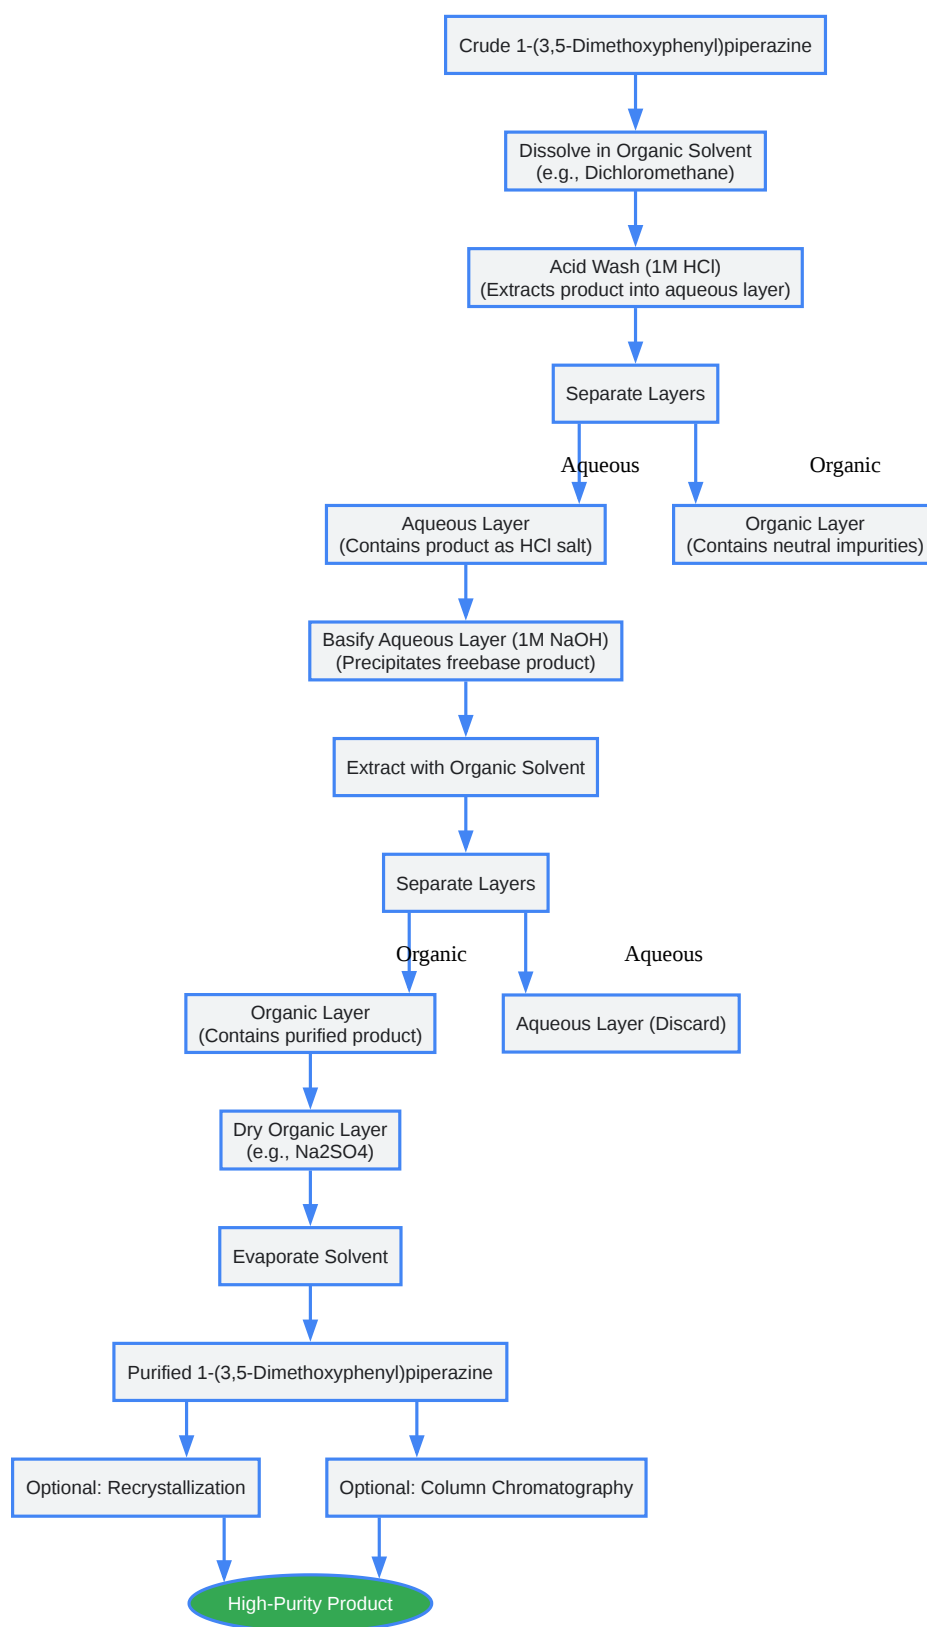 Crude 1-(3,5-Dimethoxyphenyl)piperazine
Dissolve in Organic Solvent
(e.g., Dichloromethane)
Acid Wash (1M HCl)
(Extracts product into aqueous layer)
Separate Layers
Aqueous
Organic
Aqueous Layer
(Contains product as HCl salt)
Organic Layer
(Contains neutral impurities)
Basify Aqueous Layer (1M NaOH)
(Precipitates freebase product)
Extract with Organic Solvent
Separate Layers
Organic
Aqueous
Organic Layer
(Contains purified product)
Aqueous Layer (Discard)
Dry Organic Layer
(e.g., Na2SO4)
Evaporate Solvent
Purified 1-(3,5-Dimethoxyphenyl)piperazine
Optional: Recrystallization
Optional: Column Chromatography
High-Purity Product